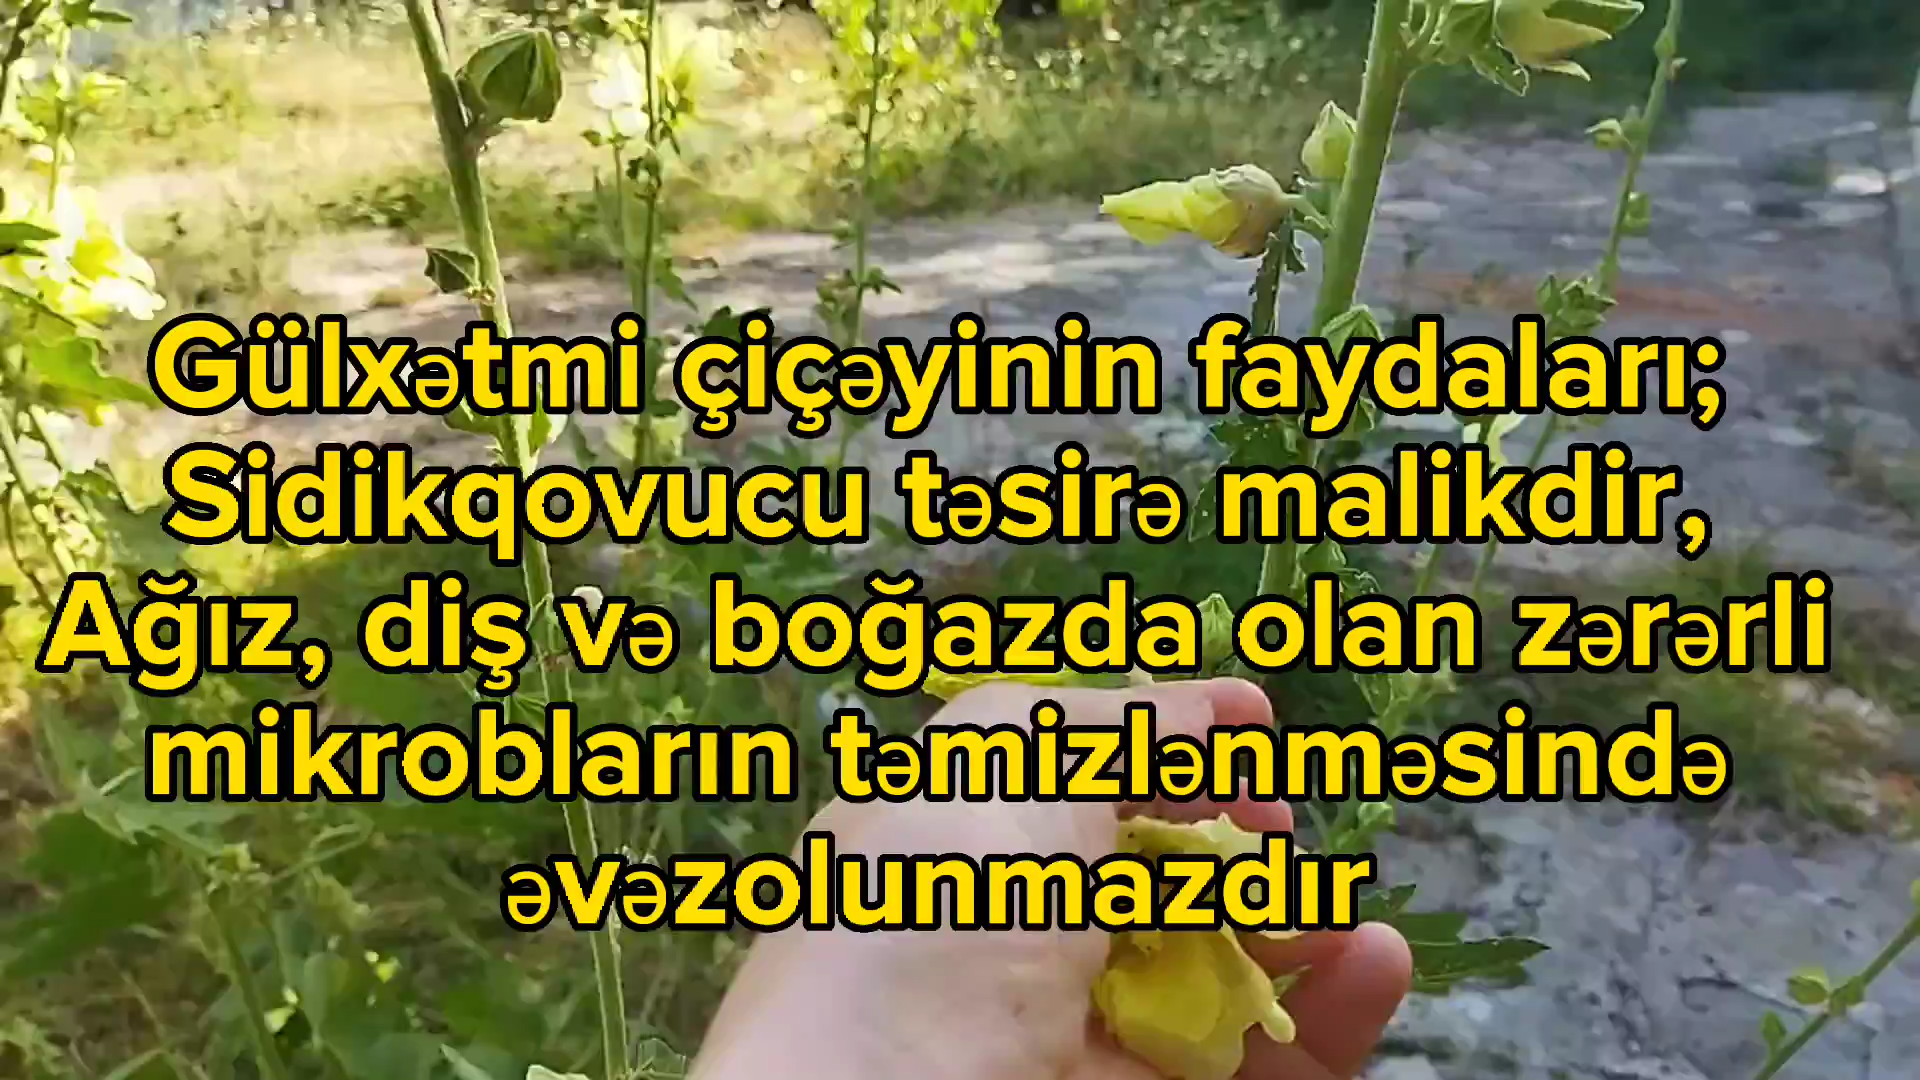 Gülxətmi çiçəyinin faydaları;
Sidikqovucu təsirə malikdir,
Ağız, diş və boğazda olan zərərli
mikrobların təmizlənməsində
əvəzolunmazdır